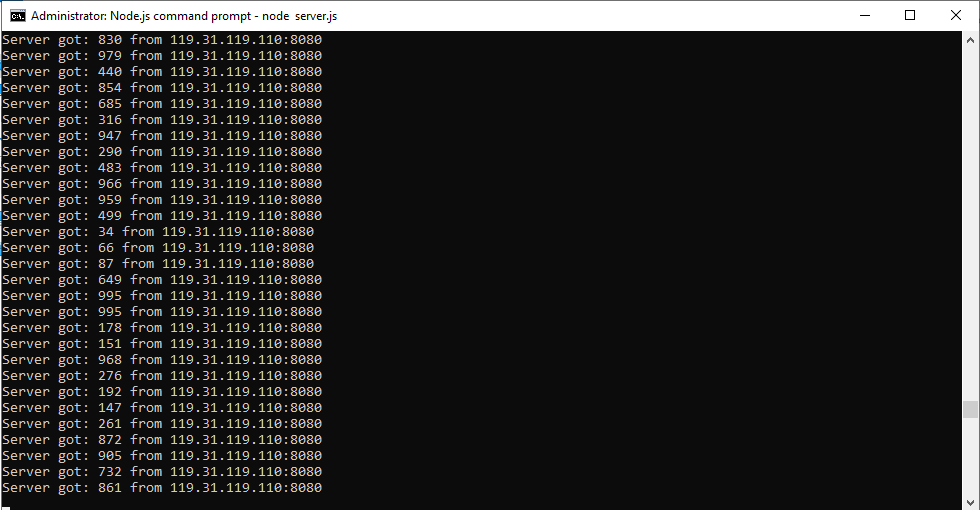 Administrator: Node.js command prompt - node  server.js
Server got: 830 from 119.31.119.110:8080
Server got: 979 from 119.31.119.110:8080
Server got: 440 from 119.31.119.110:8080
Server got: 854 from 119.31.119.110:8080
Server got: 685 from 119.31.119.110:8080
Server got: 316 from 119.31.119.110:8080
Server got: 947 from 119.31.119.110:8080
Server got: 290 from 119.31.119.110:8080
Server got: 483 from 119.31.119.110:8080
Server got: 966 from 119.31.119.110:8080
Server got: 959 from 119.31.119.110:8080
Server got: 499 from 119.31.119.110:8080
Server got: 34 from 119.31.119.110:8080
Server got: 66 from 119.31.119.110:8080
Server got: 87 from 119.31.119.110:8080
Server got: 649 from 119.31.119.110:8080
Server got: 995 from 119.31.119.110:8080
Server got: 995 from 119.31.119.110:8080
Server got: 178 from 119.31.119.110:8080
Server got: 151 from 119.31.119.110:8080
Server got: 968 from 119.31.119.110:8080
Server got: 276 from 119.31.119.110:8080
Server got: 192 from 119.31.119.110:8080
Server got: 147 from 119.31.119.110:8080
Server got: 261 from 119.31.119.110:8080
Server got: 872 from 119.31.119.110:8080
Server got: 905 from 119.31.119.110:8080
Server got: 732 from 119.31.119.110:8080
Server got: 861 from 119.31.119.110:8080